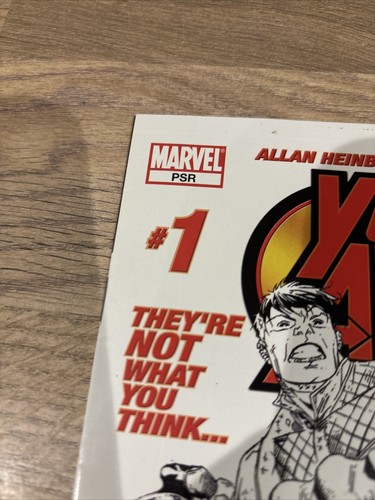 MARVEL
PSR
ALLAN HEINB
#1
THEY'RE
NOT
WHAT
YOU
THINK...